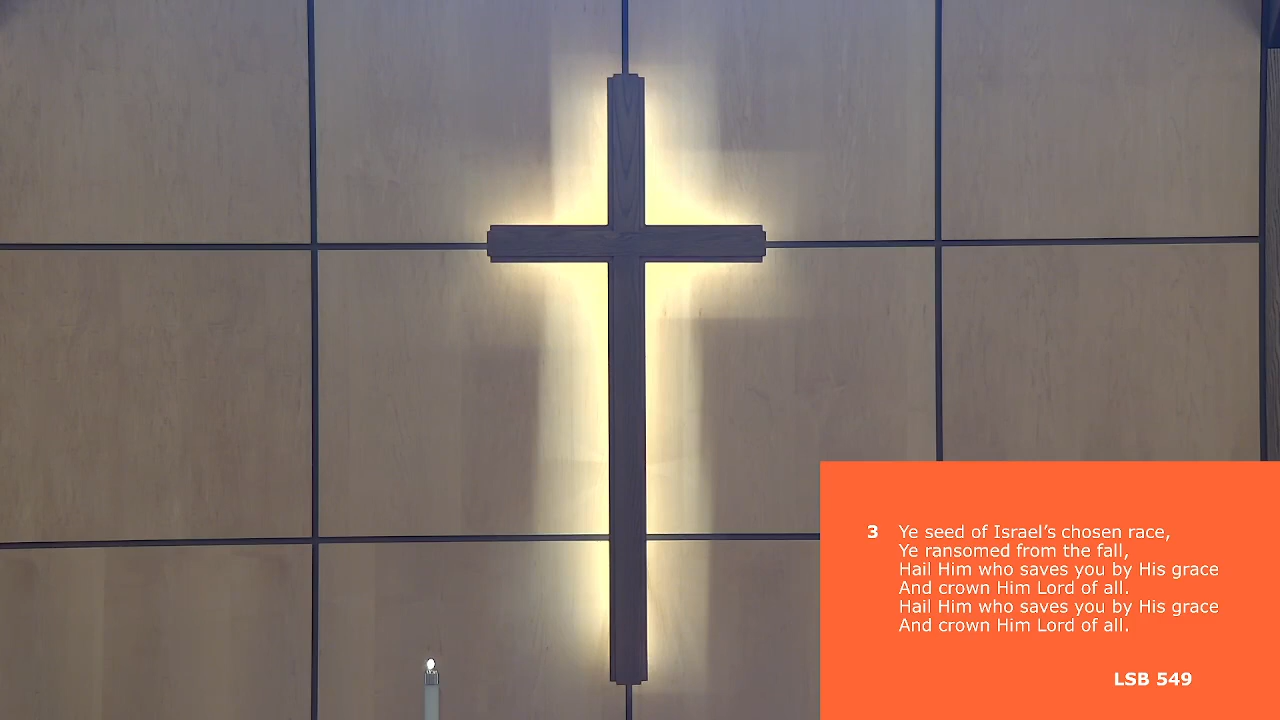 3 Ye seed of Israel’s chosen race,
Ye ransomed from the fall,
Hail Him who saves you by His grace
And crown Him Lord of all.
Hail Him who saves you by His grace
And crown Him Lord of all.
LSB 549